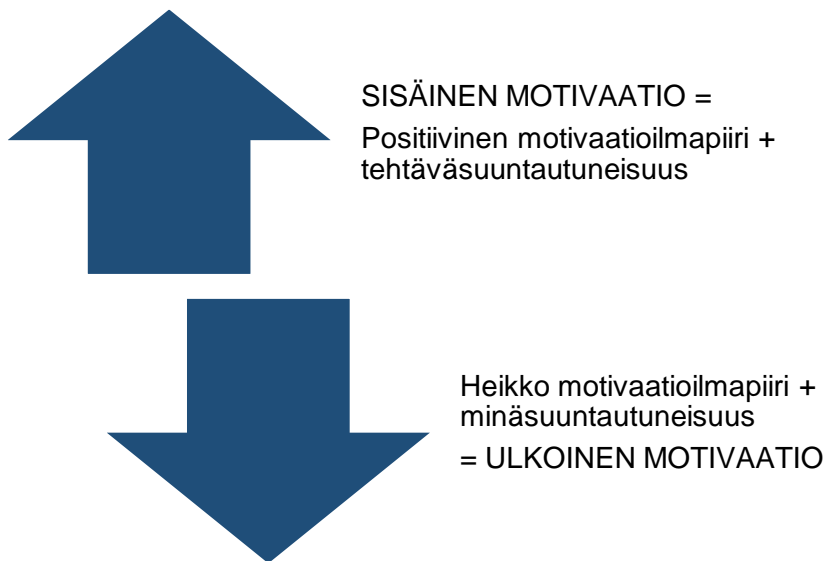 SISÄINEN MOTIVAATIO =
Positiivinen motivaatioilmapiiri +
tehtäväsuuntautuneisuus
Heikko motivaatioilmapiiri +
minäsuuntautuneisuus
= ULKOINEN MOTIVAATIO